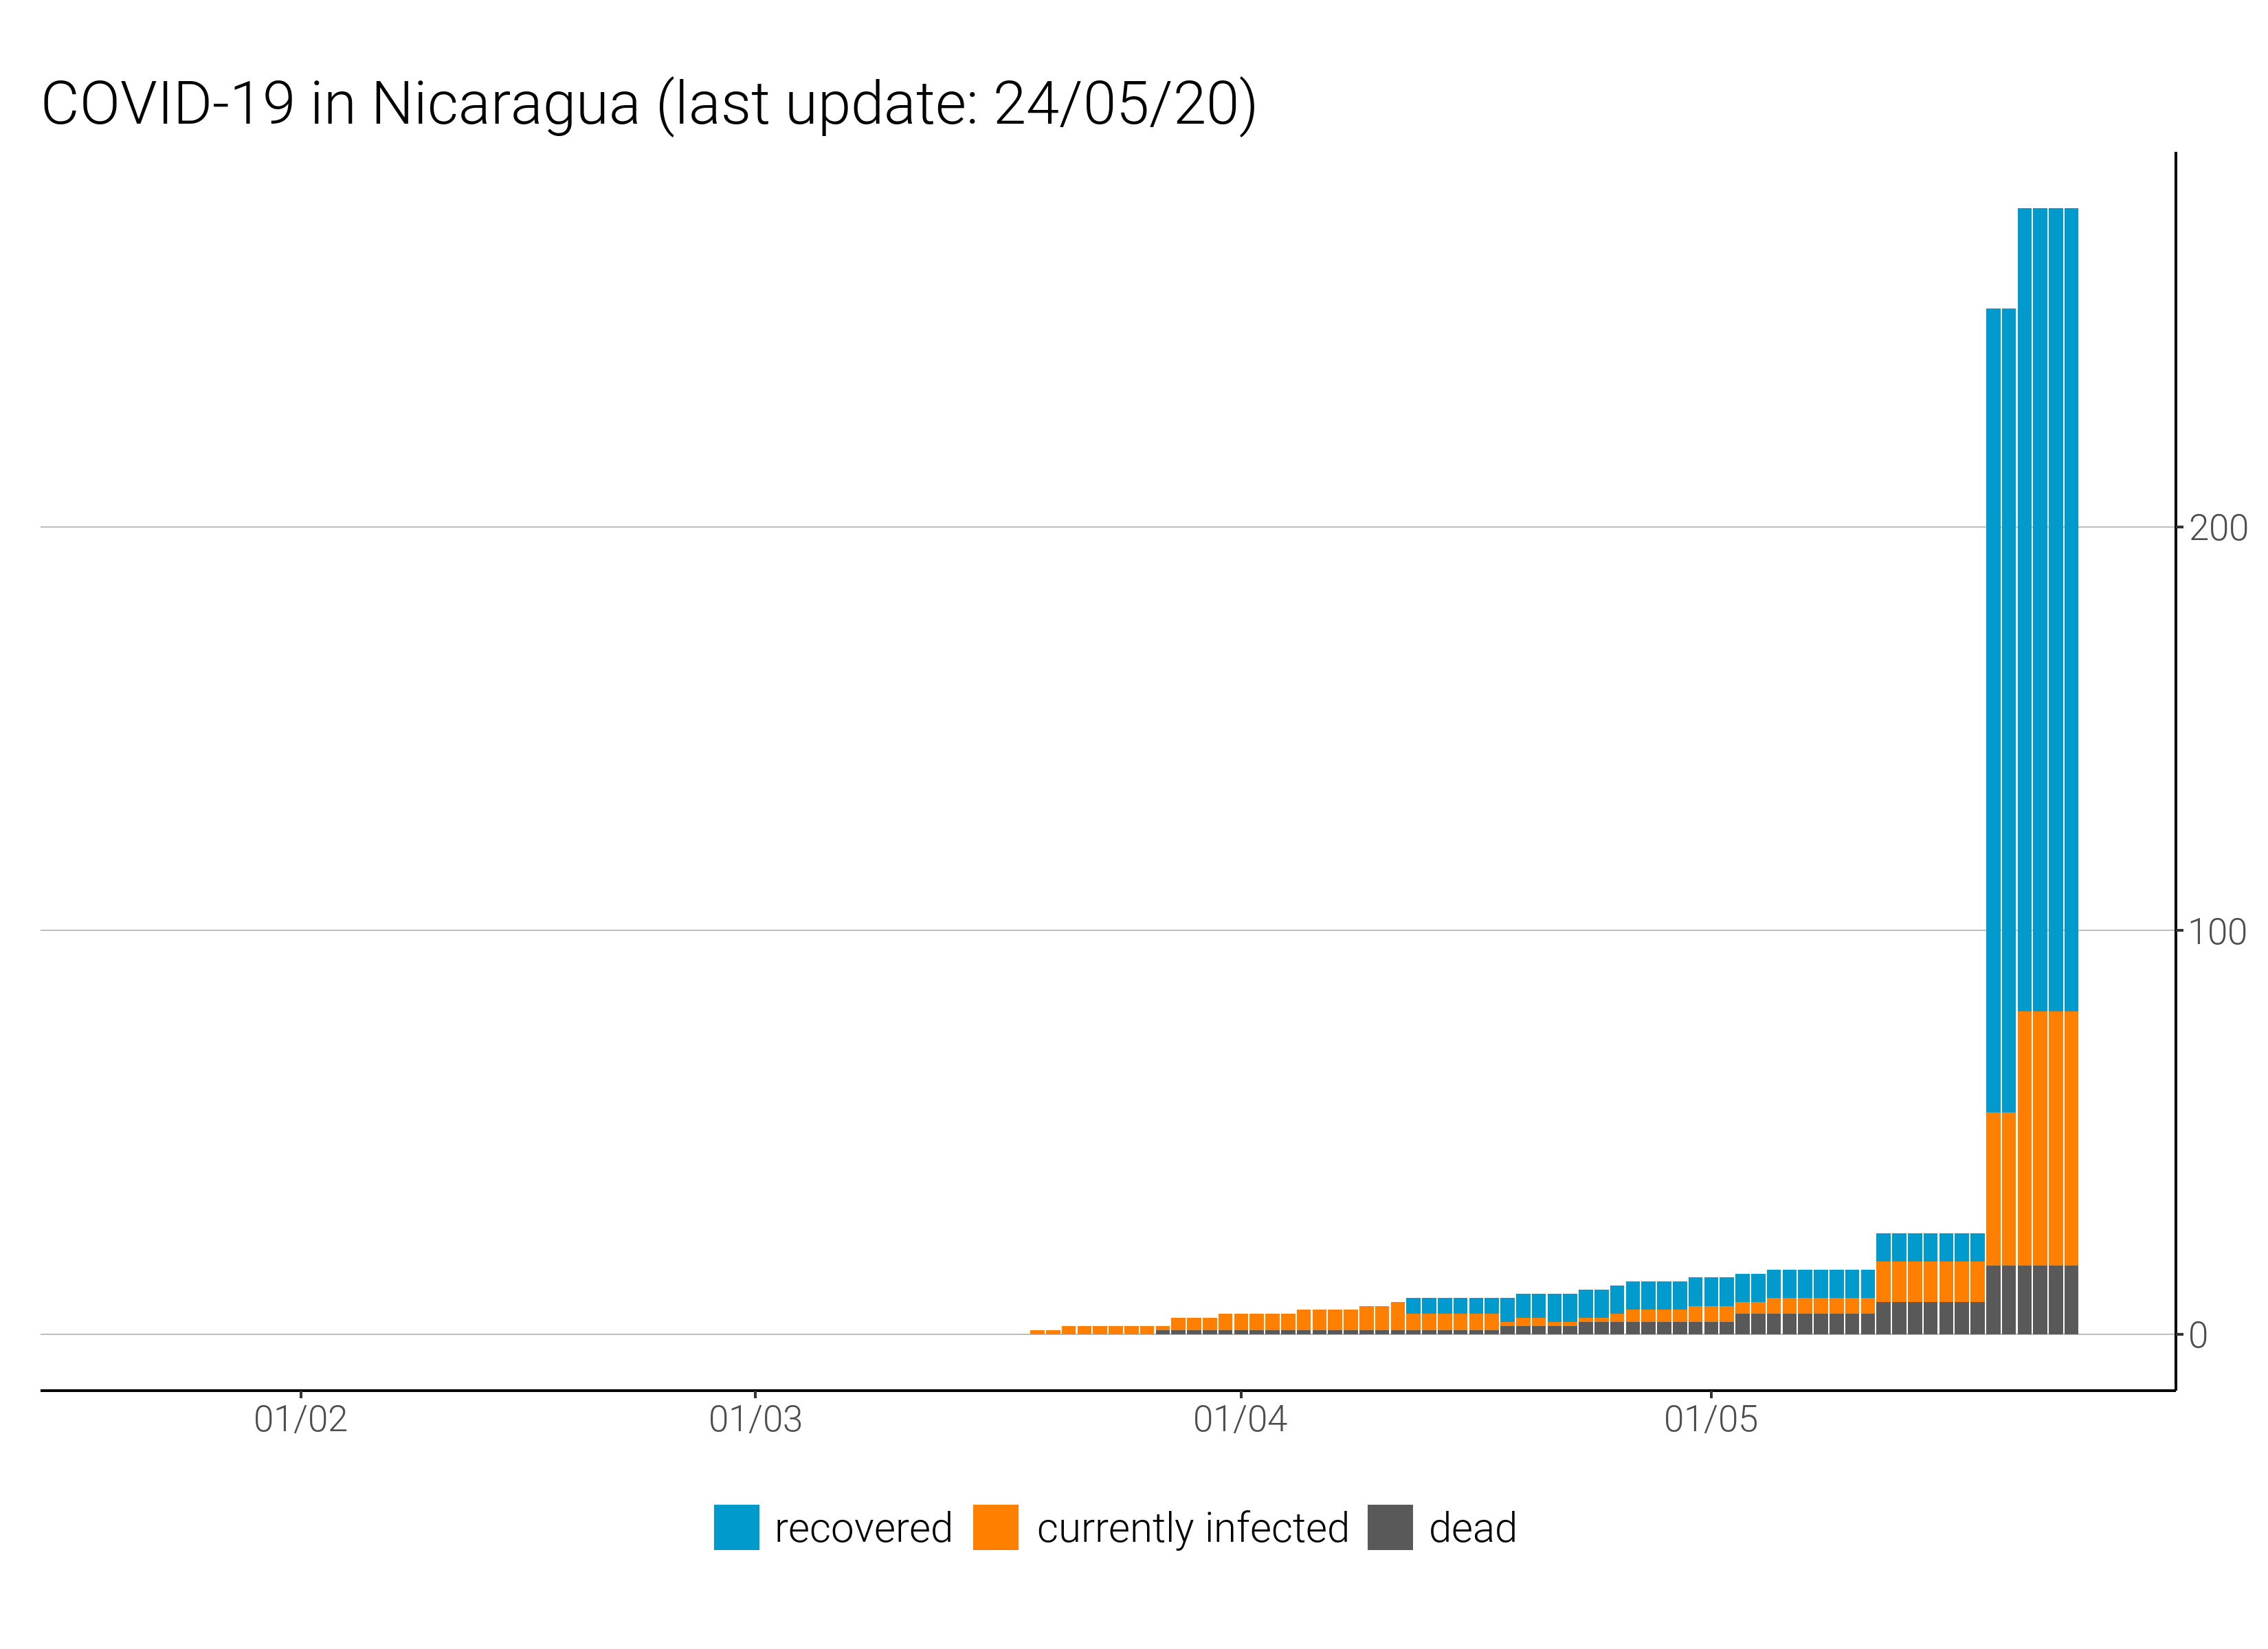 COVID-19 in Nicaragua (last update: 24/05/20)
200
100
0
01/02 01/03 01/04 01/05
recovered currently infected dead